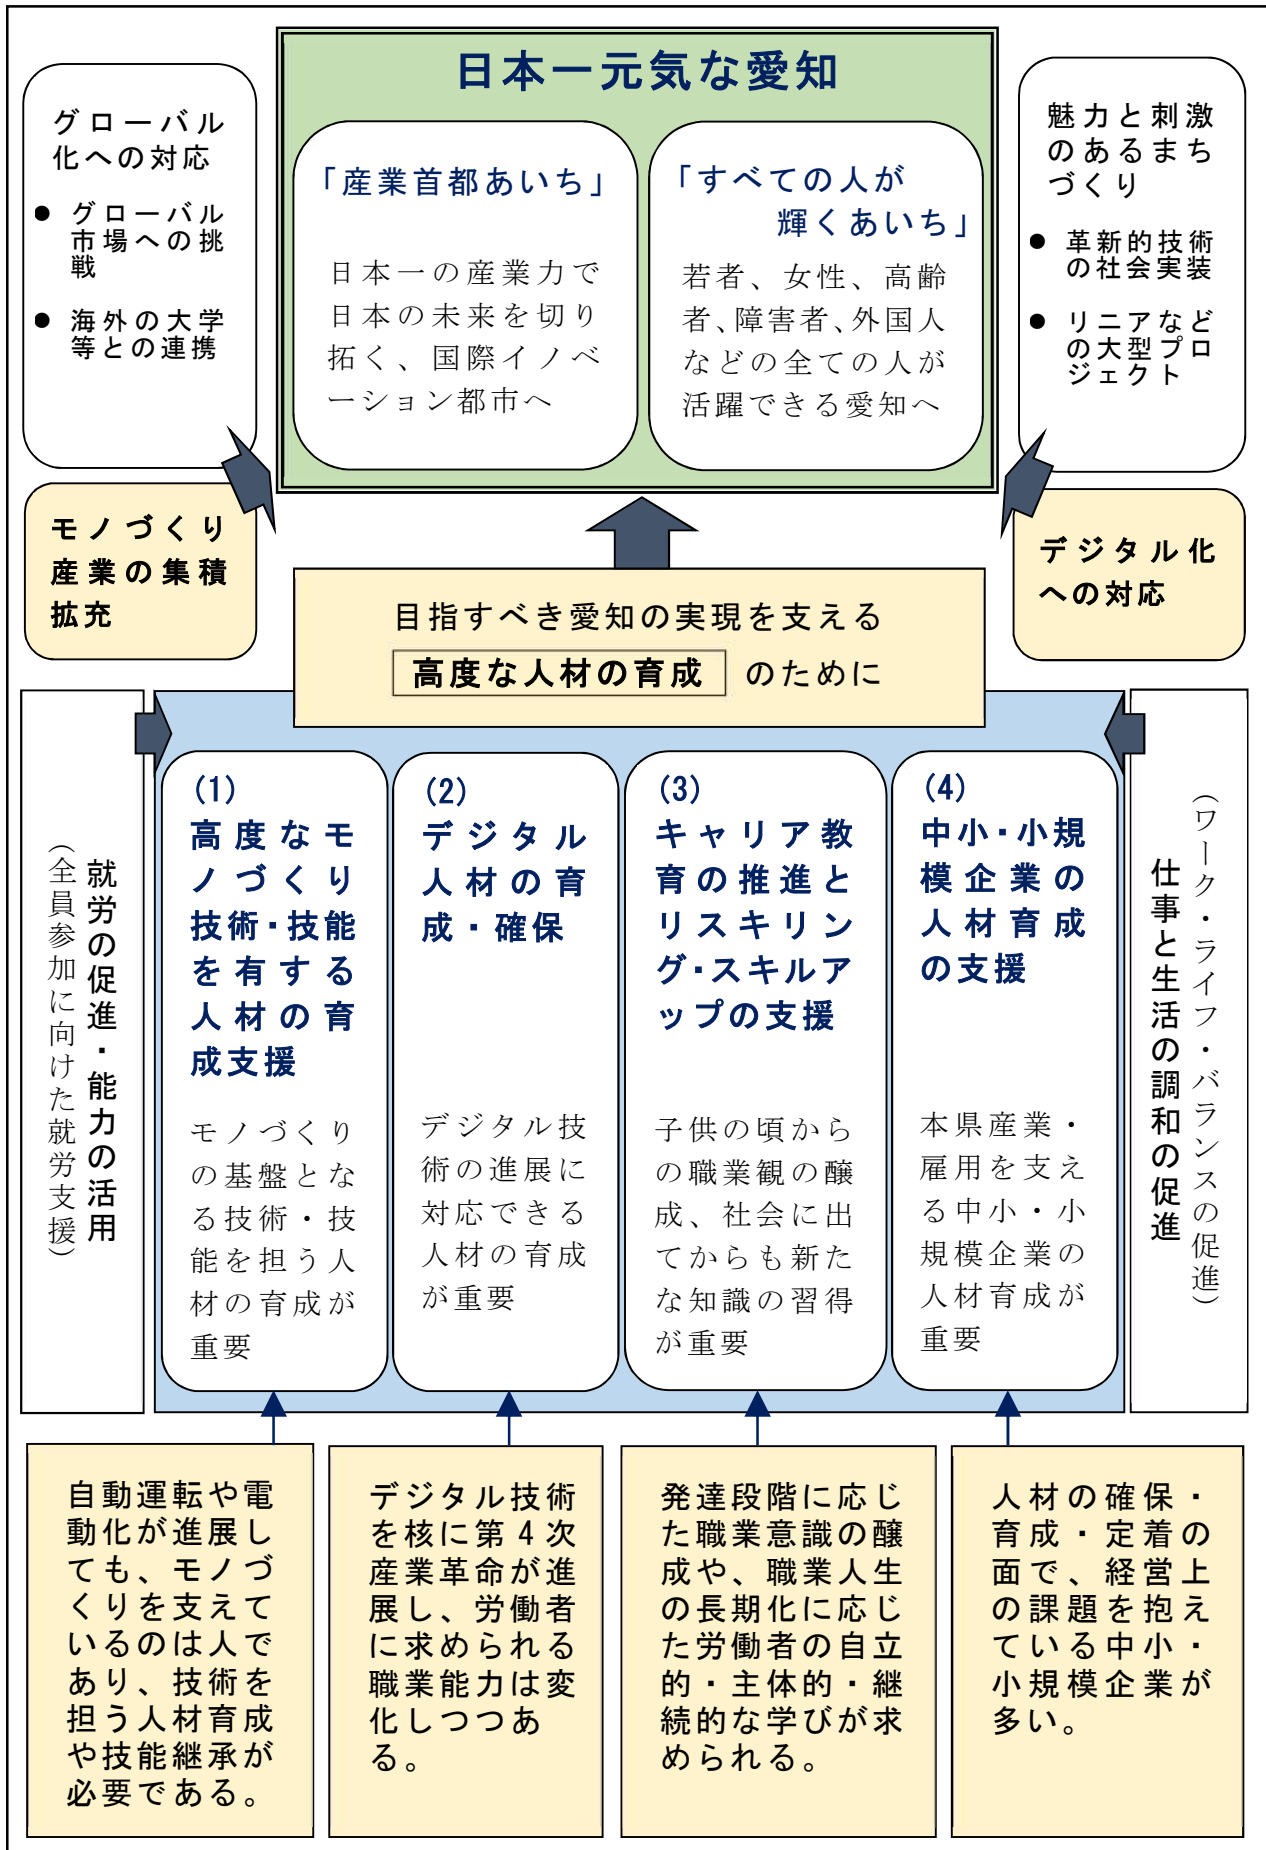 日本一元気な愛知
グローバル
化への対応
● グローバル
市場への挑
戦
● 海外の大学
等との連携
「産業首都あいち」
日本一の産業力で
日本の未来を切り
拓く、国際イノベ
ーション都市へ
「すべての人が
輝くあいち」
若者、女性、高齢
者、障害者、外国人
などの全ての人が
活躍できる愛知へ
魅力と刺激
のあるまち
づくり
● 革新的技術
の社会実装
● リニアなど
の大型プロ
ジェクト
モノづくり
産業の集積
拡充
デジタル化
への対応
目指すべき愛知の実現を支える
高度な人材の育成 のために
就労の促進・能力の活用
（全員参加に向けた就労支援）
(1)
高度なモ
ノづくり
技術・技能
を有する
人材の育
成支援
モノづくり
の基盤とな
る技術・技
能を担う人
材の育成が
重要
(2)
デジタル
人材の育
成・確保
デジタル技
術の進展に
対応できる
人材の育成
が重要
(3)
キャリア教
育の推進と
リスキリン
グ・スキルア
ップの支援
子供の頃から
の職業観の醸
成、社会に出
てからも新た
な知識の習得
が重要
(4)
中小・小規
模企業の
人材育成
の支援
本県産業・
雇用を支え
る中小・小
規模企業の
人材育成が
重要
（ワーク・ライフ・バランスの促進）
仕事と生活の調和の促進
自動運転や電
動化が進展し
ても、モノづ
くりを支えて
いるのは人で
あり、技術を
担う人材育成
や技能継承が
必要である。
デジタル技術
を核に第4次
産業革命が進
展し、労働者
に求められる
職業能力は変
化しつつあ
る。
発達段階に応じ
た職業意識の醸
成や、職業人生
の長期化に応じ
た労働者の自立
的・主体的・継
続的な学びが求
められる。
人材の確保・
育成・定着の
面で、経営上
の課題を抱え
ている中小・
小規模企業が
多い。